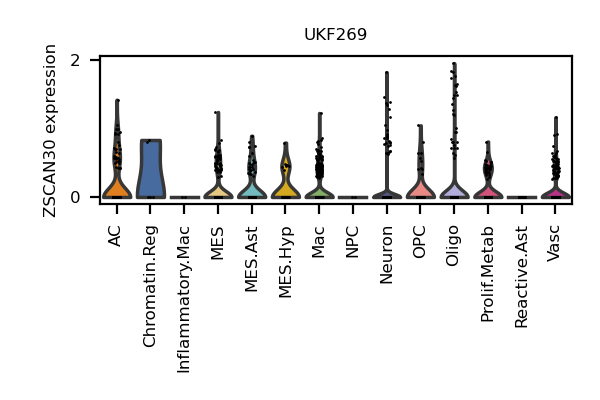 UKF269
ZSCAN30 expression
2
0
AC
Chromatin.Reg
Inflammatory.Mac
MES
MES.Ast
MES.Hyp
Mac
NPC
Neuron
OPC
Oligo
Prolif.Metab
Reactive.Ast
Vasc